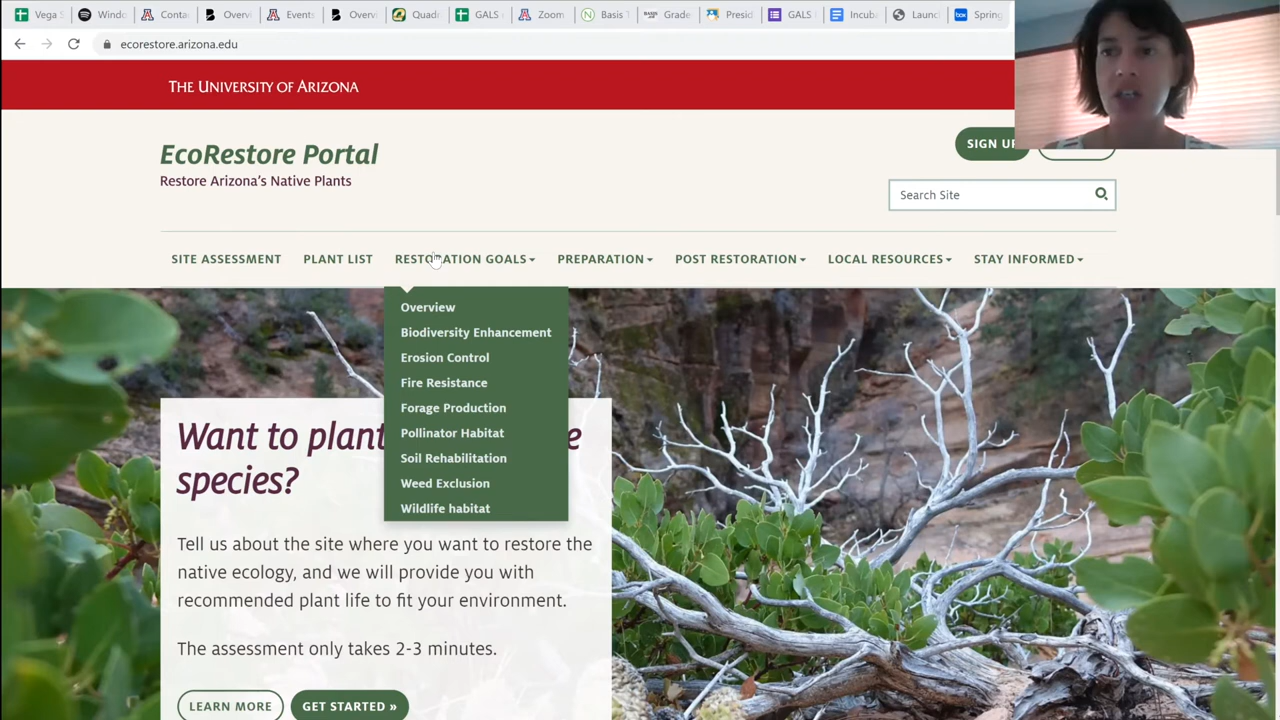 Vega S
Windo
Conta
Overvi
Events
Overvi
Quadr
GALS
Zoom
Basis T
Grade
Presid
GALS
Incuba
Launc
Spring
ecorestore.arizona.edu
THE UNIVERSITY OF ARIZONA
EcoRestore Portal
Restore Arizona's Native Plants
SIGN UP
Search Site
SITE ASSESSMENT
PLANT LIST
RESTORATION GOALS
PREPARATION
POST RESTORATION
LOCAL RESOURCES
STAY INFORMED
Overview
Biodiversity Enhancement
Erosion Control
Fire Resistance
Forage Production
Pollinator Habitat
Soil Rehabilitation
Weed Exclusion
Wildlife habitat
Want to plant e
species?
Tell us about the site where you want to restore the
native ecology, and we will provide you with
recommended plant life to fit your environment.
The assessment only takes 2-3 minutes.
LEARN MORE
GET STARTED »